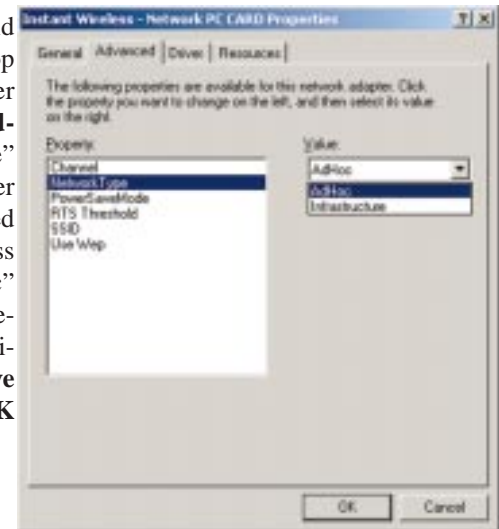 Instant Wireless - Network PC CARD Properties
General Advanced Driver Resources
The following properties are available for this network adapter. Click
the property you want to change on the left, and then select its value
on the right.
Property: Value:
Channel AdHoc
NetworkType AdHoc
PowerSaveMode Infrastructure
RTS Threshold
SSID
Use Wep
OK Cancel